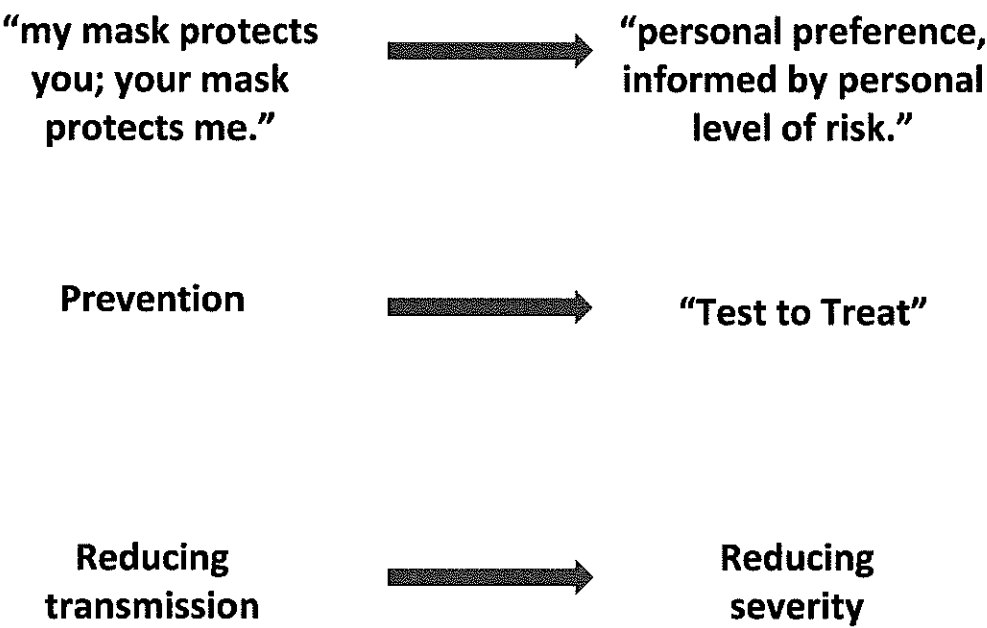 “my mask protects
you; your mask
protects me.”
“personal preference,
informed by personal
level of risk.”
Prevention
“Test to Treat”
Reducing
transmission
Reducing
severity